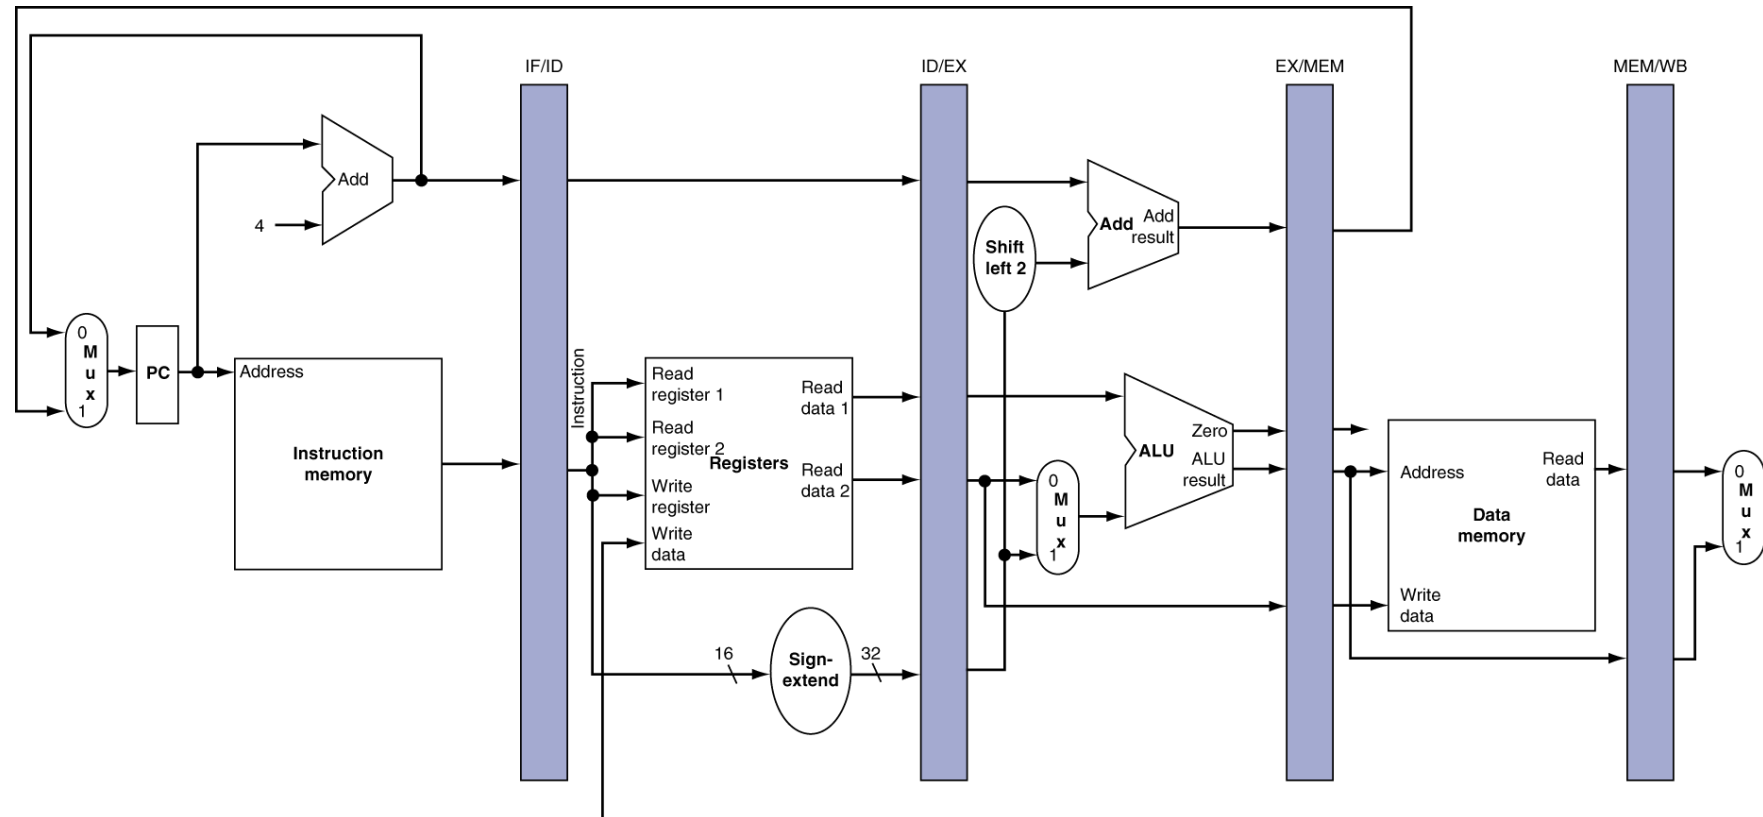 IF/ID
ID/EX
EX/MEM
MEM/WB
Add
4
Shift
left 2
Add
Add
result
0
M
u
x
1
PC
Address
Instruction
memory
Instruction
Read
register 1
Read
register 2
Write
register
Write
data
Registers
Read
data 1
Read
data 2
16
Sign-
extend
32
0
M
u
x
1
ALU
Zero
ALU
result
Address
Write
data
Data
memory
Read
data
0
M
u
x
1